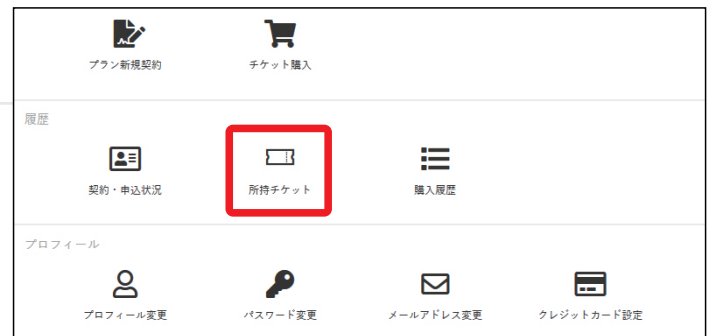 プラン新規契約 チケット購入
履歴
契約・申込状況 所持チケット 購入履歴
プロフィール
プロフィール変更 パスワード変更 メールアドレス変更 クレジットカード設定